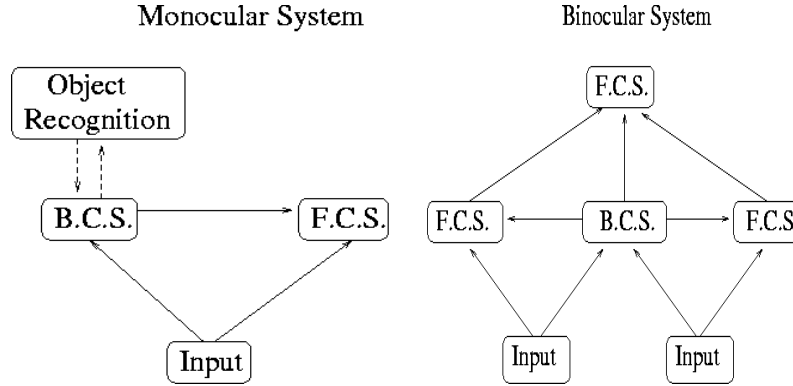 Monocular System
Object
Recognition
B.C.S.
F.C.S.
Input
Binocular System
F.C.S.
F.C.S.
B.C.S.
F.C.S
Input
Input